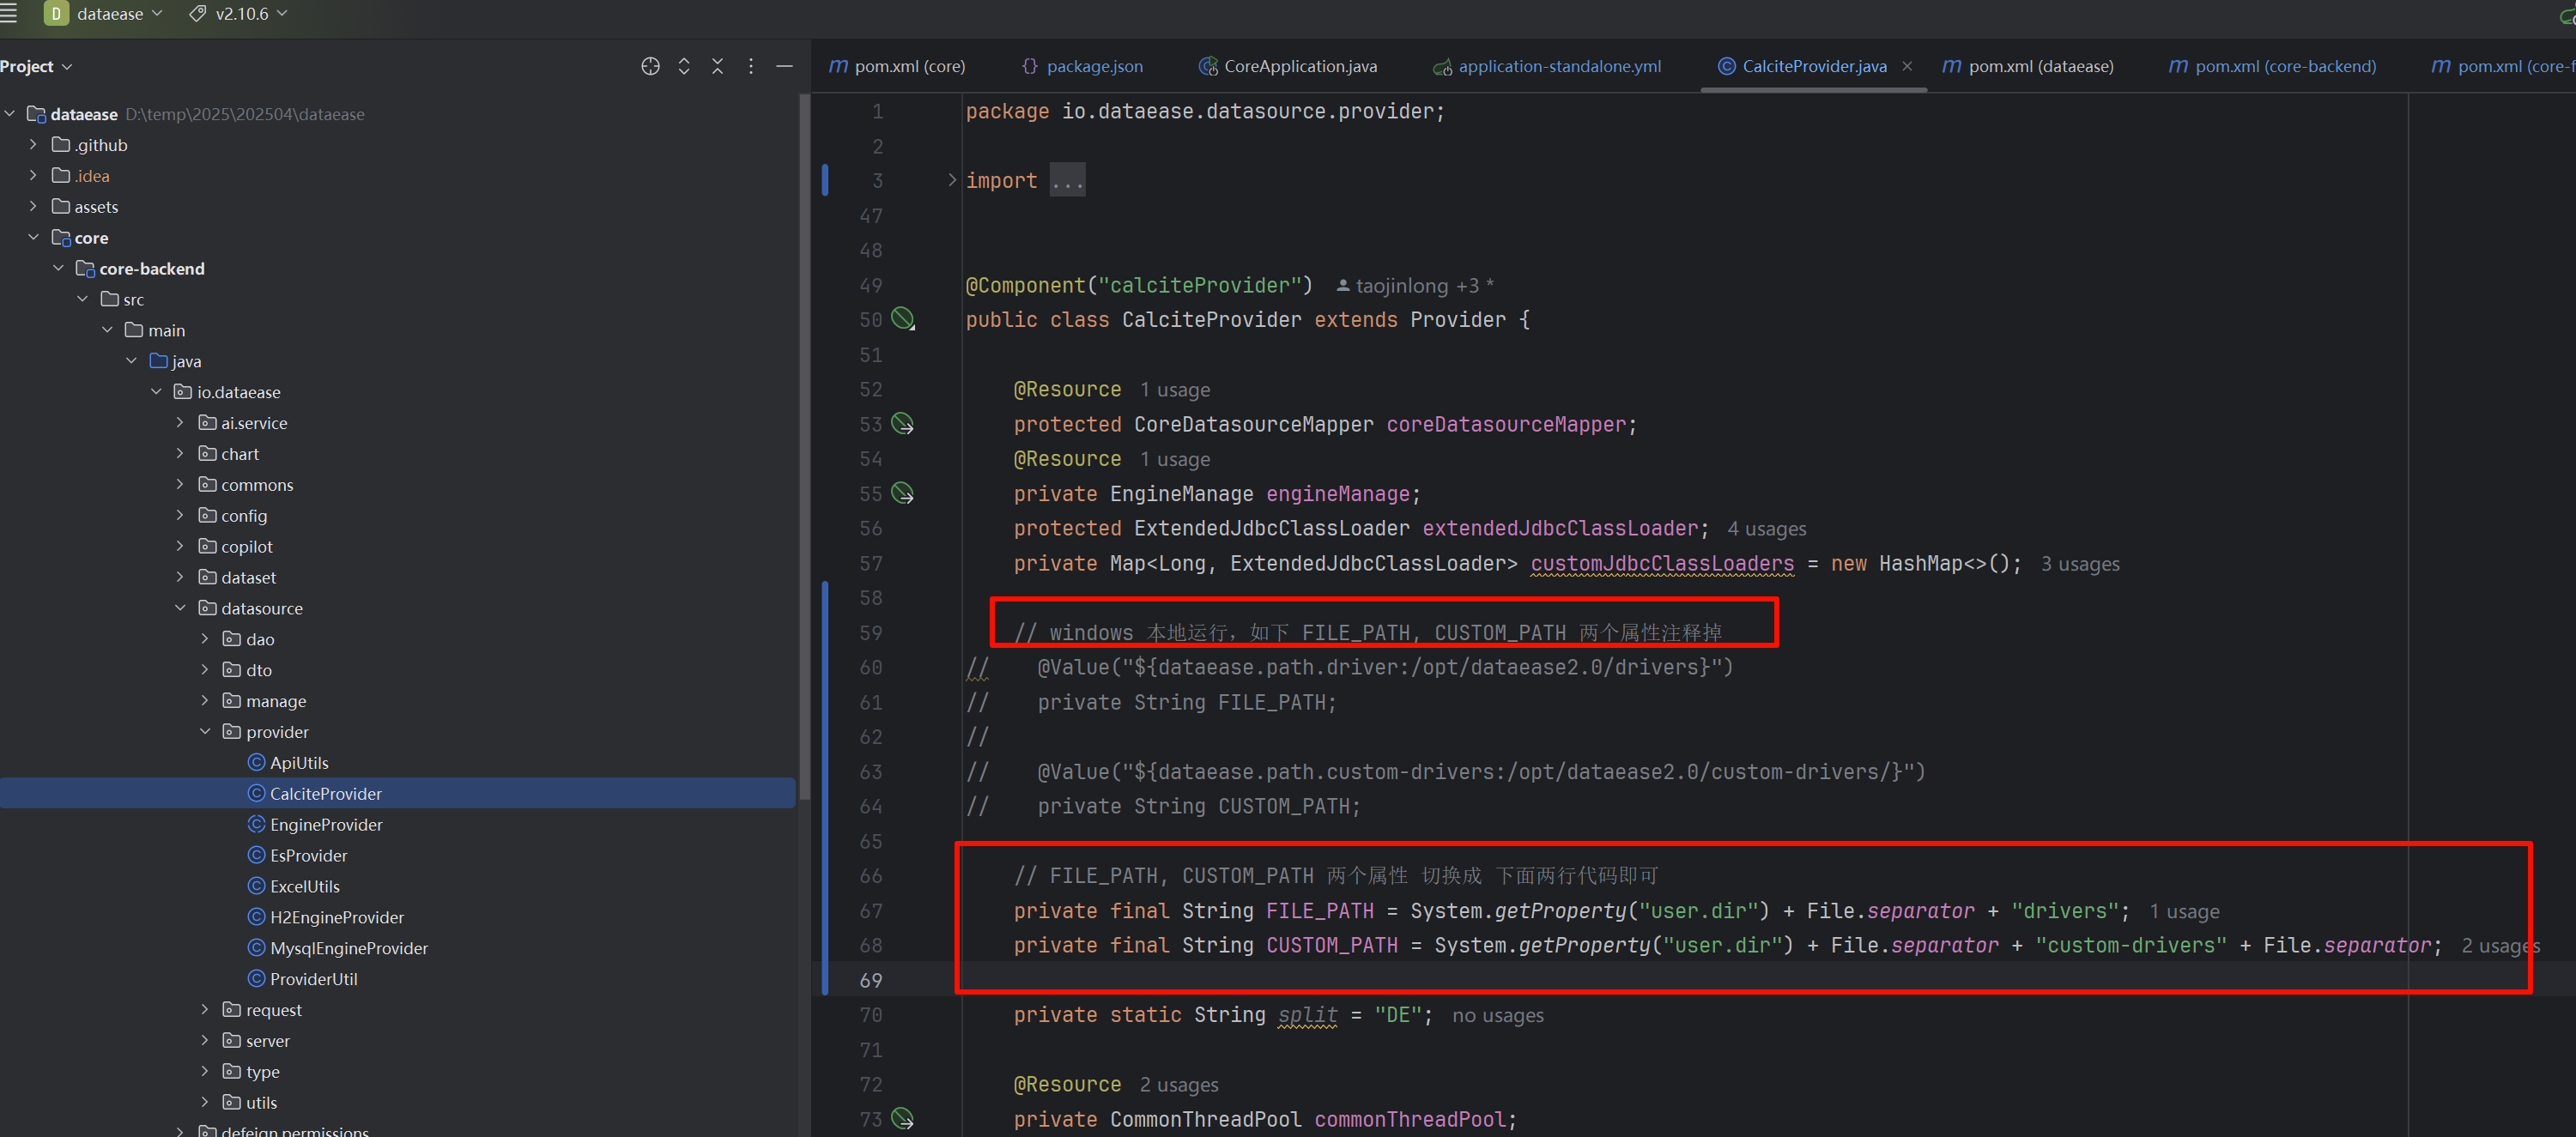 D dataease v2.10.6
Project
pom.xml (core) package.json CoreApplication.java application-standalone.yml CalciteProvider.java pom.xml (dataease) pom.xml (core-backend) pom.xml (core-f
dataease D:\temp\2025\202504\dataease
.github
.idea
assets
core
core-backend
src
main
java
io.dataease
ai.service
chart
commons
config
copilot
dataset
datasource
dao
dto
manage
provider
ApiUtils
CalciteProvider
EngineProvider
EsProvider
ExcelUtils
H2EngineProvider
MysqlEngineProvider
ProviderUtil
request
server
type
utils
defeign.permissions
1 package io.dataease.datasource.provider;
2
3 import ...
47
48
49 @Component("calciteProvider") taojinlong +3 *
50 public class CalciteProvider extends Provider {
51
52 @Resource 1 usage
53 protected CoreDatasourceMapper coreDatasourceMapper;
54 @Resource 1 usage
55 private EngineManage engineManage;
56 protected ExtendedJdbcClassLoader extendedJdbcClassLoader; 4 usages
57 private Map<Long, ExtendedJdbcClassLoader> customJdbcClassLoaders = new HashMap<>(); 3 usages
58
59 // windows 本地运行，如下 FILE_PATH, CUSTOM_PATH 两个属性注释掉
60 // @Value("${dataease.path.driver:/opt/dataease2.0/drivers}")
61 // private String FILE_PATH;
62 //
63 // @Value("${dataease.path.custom-drivers:/opt/dataease2.0/custom-drivers/}")
64 // private String CUSTOM_PATH;
65
66 // FILE_PATH, CUSTOM_PATH 两个属性 切换成 下面两行代码即可
67 private final String FILE_PATH = System.getProperty("user.dir") + File.separator + "drivers"; 1 usage
68 private final String CUSTOM_PATH = System.getProperty("user.dir") + File.separator + "custom-drivers" + File.separator; 2 usages
69
70 private static String split = "DE"; no usages
71
72 @Resource 2 usages
73 private CommonThreadPool commonThreadPool;